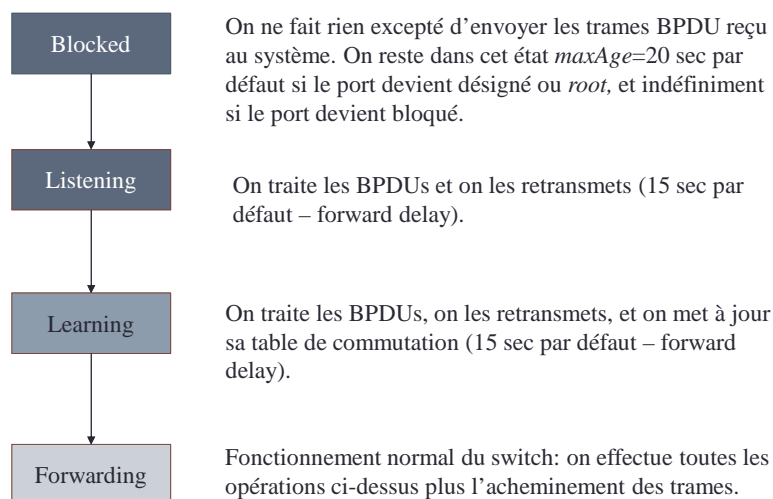 Blocked
On ne fait rien excepté d’envoyer les trames BPDU reçu
au système. On reste dans cet état maxAge=20 sec par
défaut si le port devient désigné ou root, et indéfiniment
si le port devient bloqué.
Listening
On traite les BPDUs et on les retransmets (15 sec par
défaut – forward delay).
Learning
On traite les BPDUs, on les retransmets, et on met à jour
sa table de commutation (15 sec par défaut – forward
delay).
Forwarding
Fonctionnement normal du switch: on effectue toutes les
opérations ci-dessus plus l’acheminement des trames.